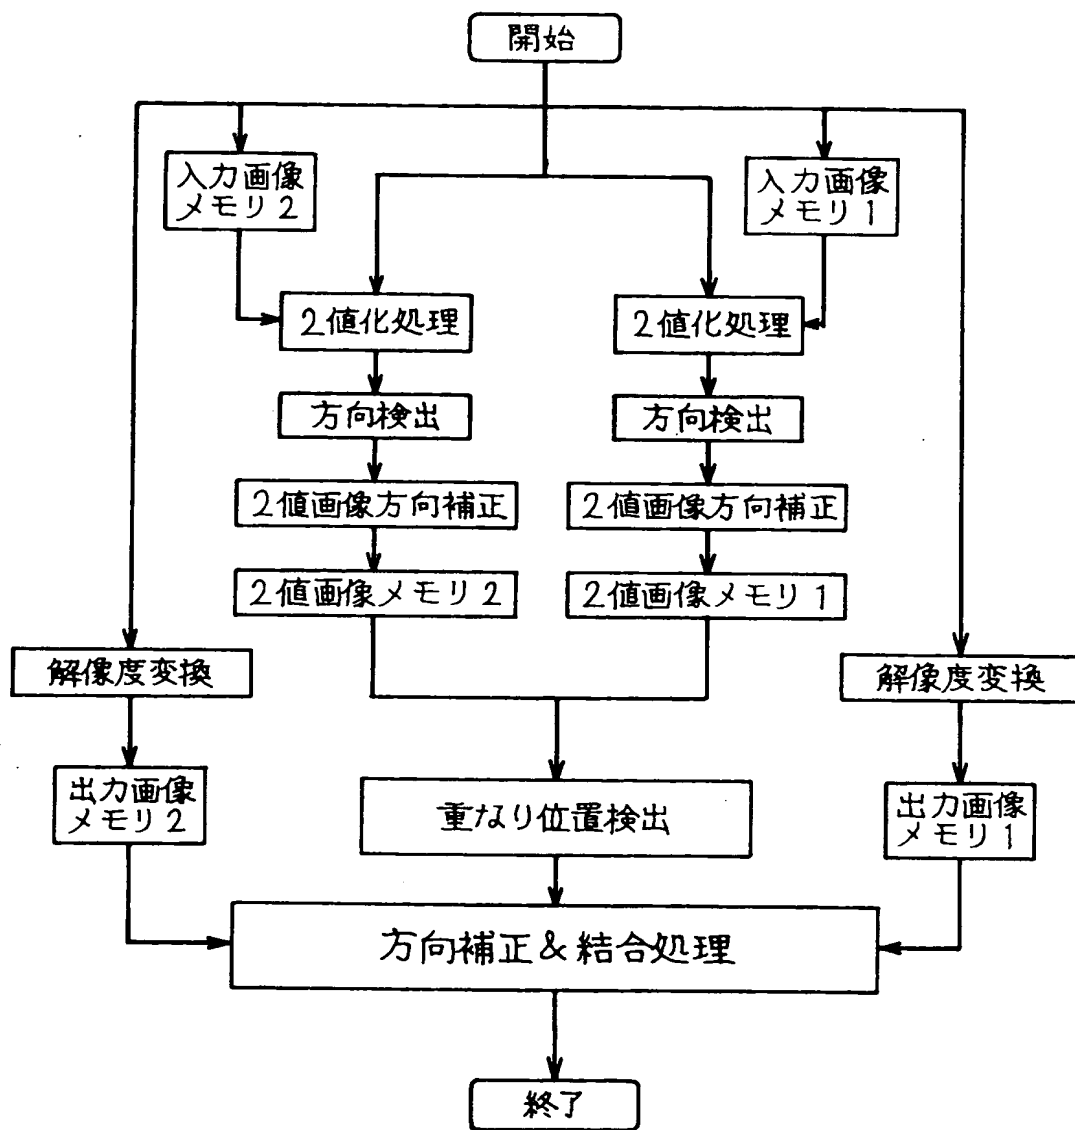 開始
入力画像
メモリ2
入力画像
メモリ1
2値化処理
2値化処理
方向検出
方向検出
2値画像方向補正
2値画像方向補正
2値画像メモリ2
2値画像メモリ1
解像度変換
解像度変換
出力画像
メモリ2
重なり位置検出
出力画像
メモリ1
方向補正&結合処理
終了